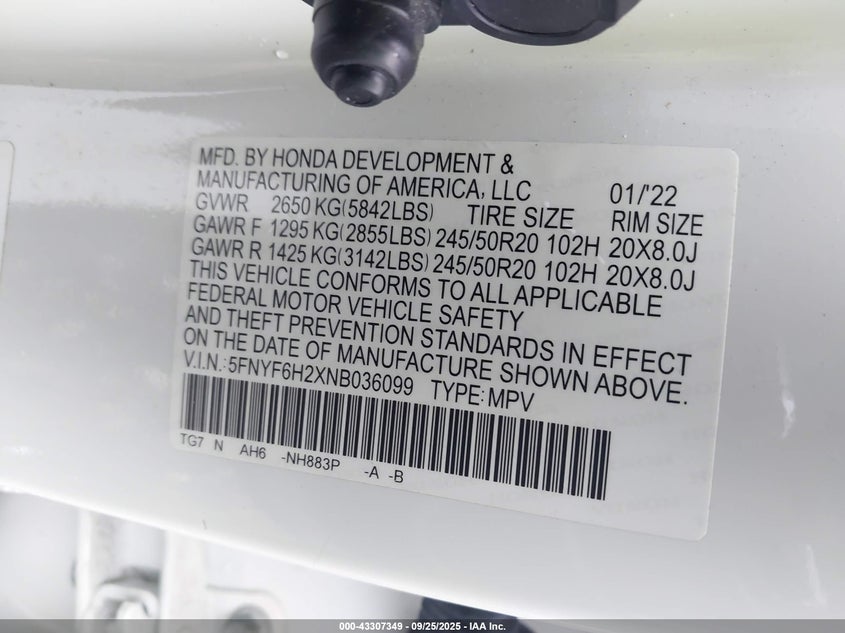 MFD. BY HONDA DEVELOPMENT &
MANUFACTURING OF AMERICA, LLC 01/'22
GVWR 2650 KG(5842LBS) TIRE SIZE RIM SIZE
GAWR F 1295 KG(2855LBS) 245/50R20 102H 20X8.0J
GAWR R 1425 KG(3142LBS) 245/50R20 102H 20X8.0J
THIS VEHICLE CONFORMS TO ALL APPLICABLE
FEDERAL MOTOR VEHICLE SAFETY
AND THEFT PREVENTION STANDARDS IN EFFECT
ON THE DATE OF MANUFACTURE SHOWN ABOVE.
V.I.N.:5FNYF6H2XNB036099 TYPE:MPV
TG7 N AH6 -NH883P -A -B
000-43307349 - 09/25/2025 - IAA Inc.